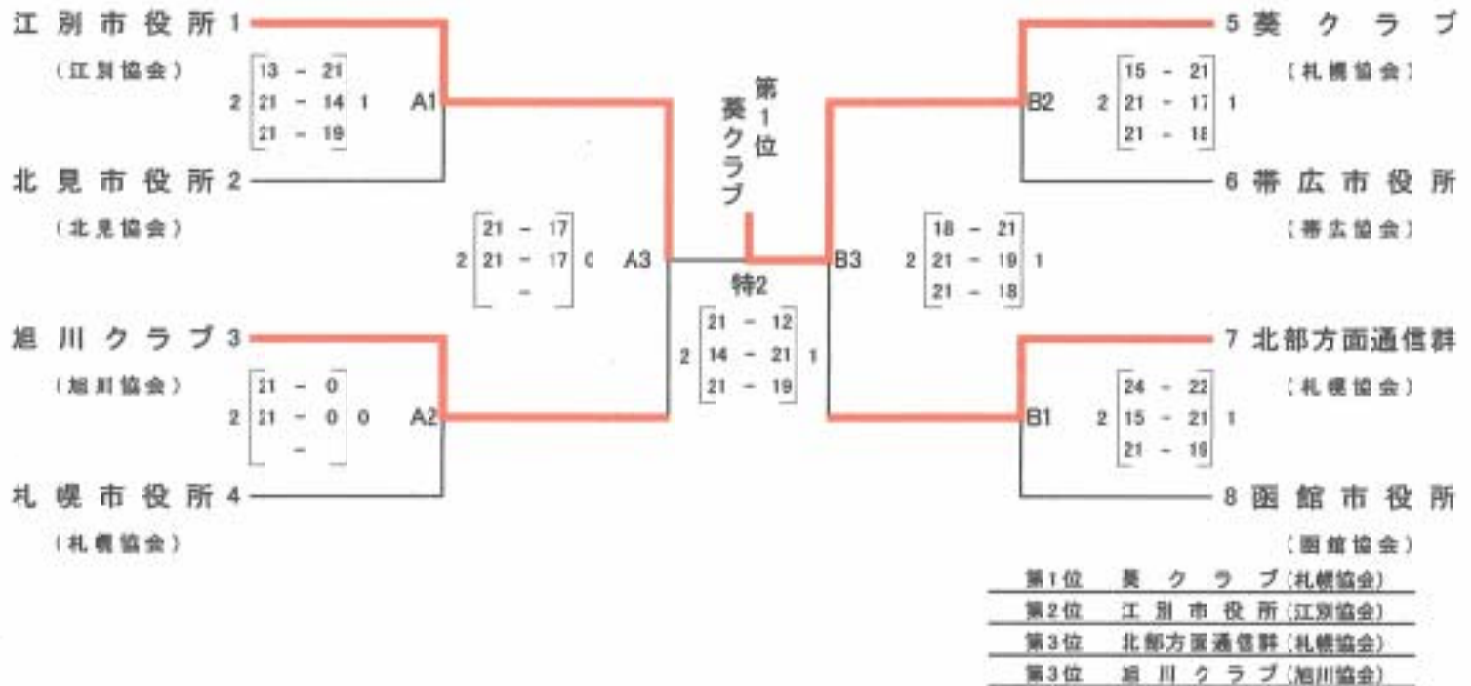 江別市役所 1
(江別協会)
2 [13 - 21
21 - 14
21 - 19] 1
A1
北見市役所 2
(北見協会)
2 [21 - 17
21 - 17
-] 0
A3
旭川クラブ 3
(旭川協会)
2 [21 - 0
21 - 0
-] 0
A2
札幌市役所 4
(札幌協会)
第1位
葵クラブ
特2
2 [21 - 12
14 - 21
21 - 19] 1
5 葵クラブ
(札幌協会)
B2
2 [15 - 21
21 - 17
21 - 18] 1
6 帯広市役所
(帯広協会)
B3
2 [18 - 21
21 - 19
21 - 18] 1
7 北部方面通信群
(札幌協会)
B1
2 [24 - 22
15 - 21
21 - 19] 1
8 函館市役所
(函館協会)
第1位 葵クラブ (札幌協会)
第2位 江別市役所 (江別協会)
第3位 北部方面通信群 (札幌協会)
第3位 旭川クラブ (旭川協会)